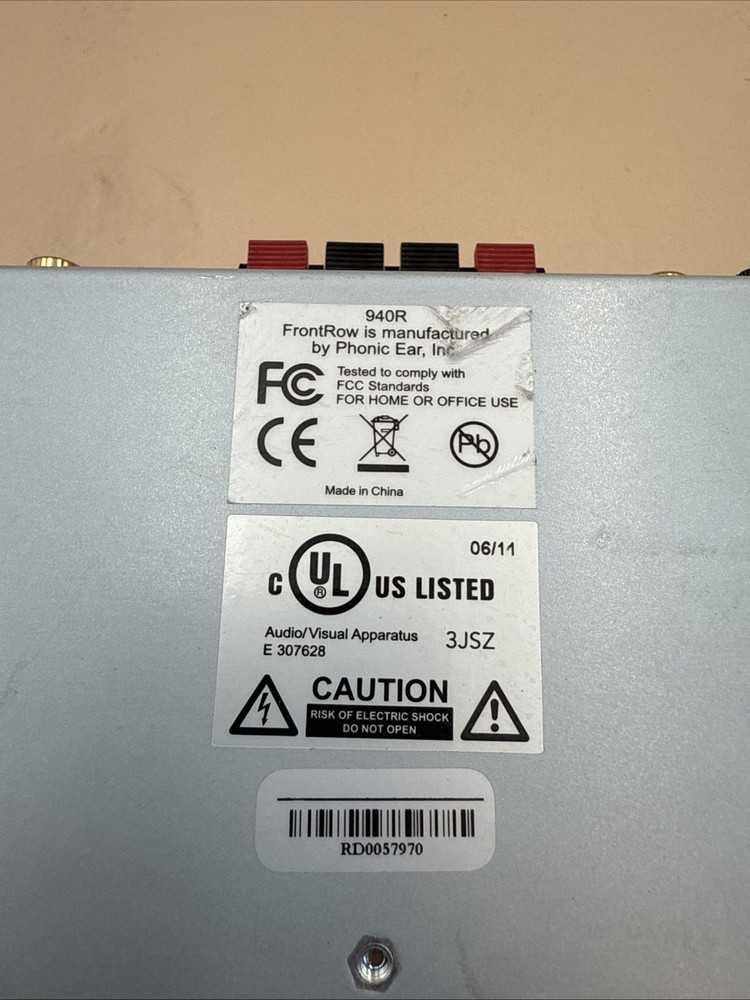 940R
FrontRow is manufactured
by Phonic Ear, Inc
FC
Tested to comply with
FCC Standards
FOR HOME OR OFFICE USE
CE
Pb
Made in China
06/11
C UL ® US LISTED
Audio/Visual Apparatus
3JSZ
E 307628
CAUTION
RISK OF ELECTRIC SHOCK
DO NOT OPEN
RD0057970